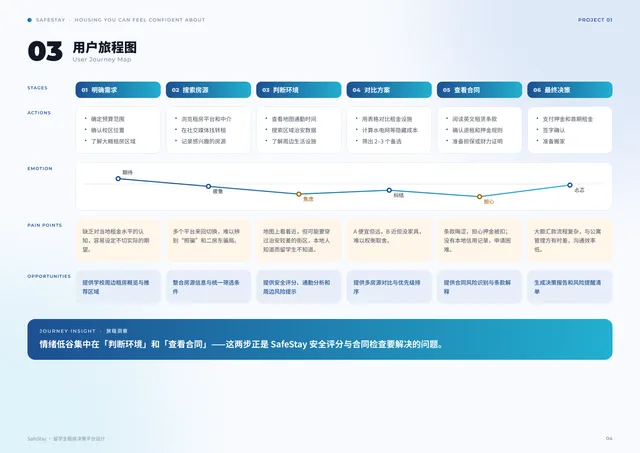 SAFESTAY · HOUSING YOU CAN FEEL CONFIDENT ABOUT
PROJECT 01
03 用户旅程图
User Journey Map
STAGES
01 明确需求
02 搜索房源
03 判断环境
04 对比方案
05 查看合同
06 最终决策
ACTIONS
• 确定预算范围
• 确认校区位置
• 了解大概租房区域
• 浏览租房平台和中介
• 在社交媒体找转租
• 记录感兴趣的房源
• 查看地图通勤时间
• 搜索区域治安数据
• 了解周边生活设施
• 用表格对比租金设施
• 计算水电网等隐藏成本
• 筛出 2-3 个备选
• 阅读英文租赁条款
• 确认退租和押金规则
• 准备担保或财力证明
• 支付押金和首期租金
• 签字确认
• 准备搬家
EMOTION
期待
疲惫
焦虑
纠结
担心
忐忑
PAIN POINTS
缺乏对当地租金水平的认
知，容易设定不切实际的期
望。
多个平台来回切换，难以辨
别“照骗”和二房东骗局。
地图上看着近，但可能要穿
过治安较差的街区，本地人
知道而留学生不知道。
A 便宜但远，B 近但没家具，
难以权衡取舍。
条款晦涩，担心押金被扣；
没有本地信用记录，申请困
难。
大额汇款流程复杂，与公寓
管理方有时差，沟通效率
低。
OPPORTUNITIES
提供学校周边租房概览与推
荐区域
整合房源信息与统一筛选条
件
提供安全评分、通勤分析和
周边风险提示
提供多房源对比与优先级排
序
提供合同风险识别与条款解
释
生成决策报告和风险提醒清
单
JOURNEY INSIGHT · 旅程洞察
情绪低谷集中在「判断环境」和「查看合同」——这两步正是 SafeStay 安全评分与合同检查要解决的问题。
SafeStay · 留学生租房决策平台设计
04